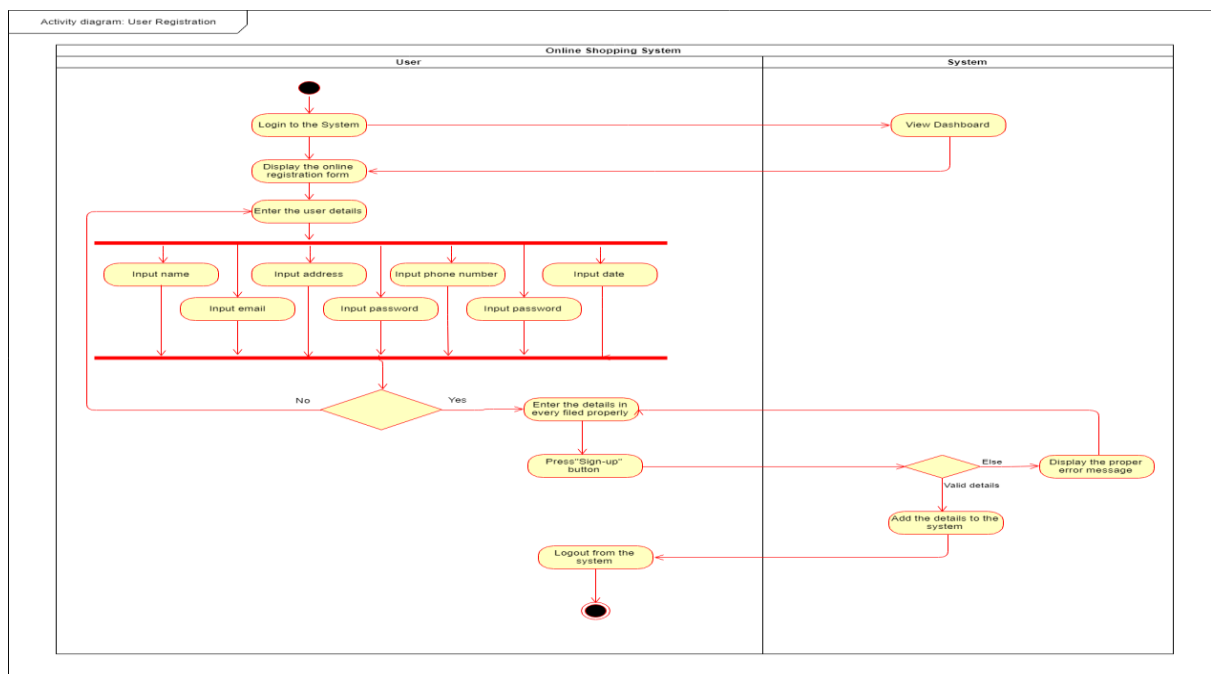 Activity diagram: User Registration
Online Shopping System
User
System
Login to the System
View Dashboard
Display the online
registration form
Enter the user details
Input name
Input address
Input phone number
Input date
Input email
Input password
Input password
No
Yes
Enter the details in
every filed properly
Press"Sign-up"
button
Else
Display the proper
error message
Valid details
Add the details to the
system
Logout from the
system